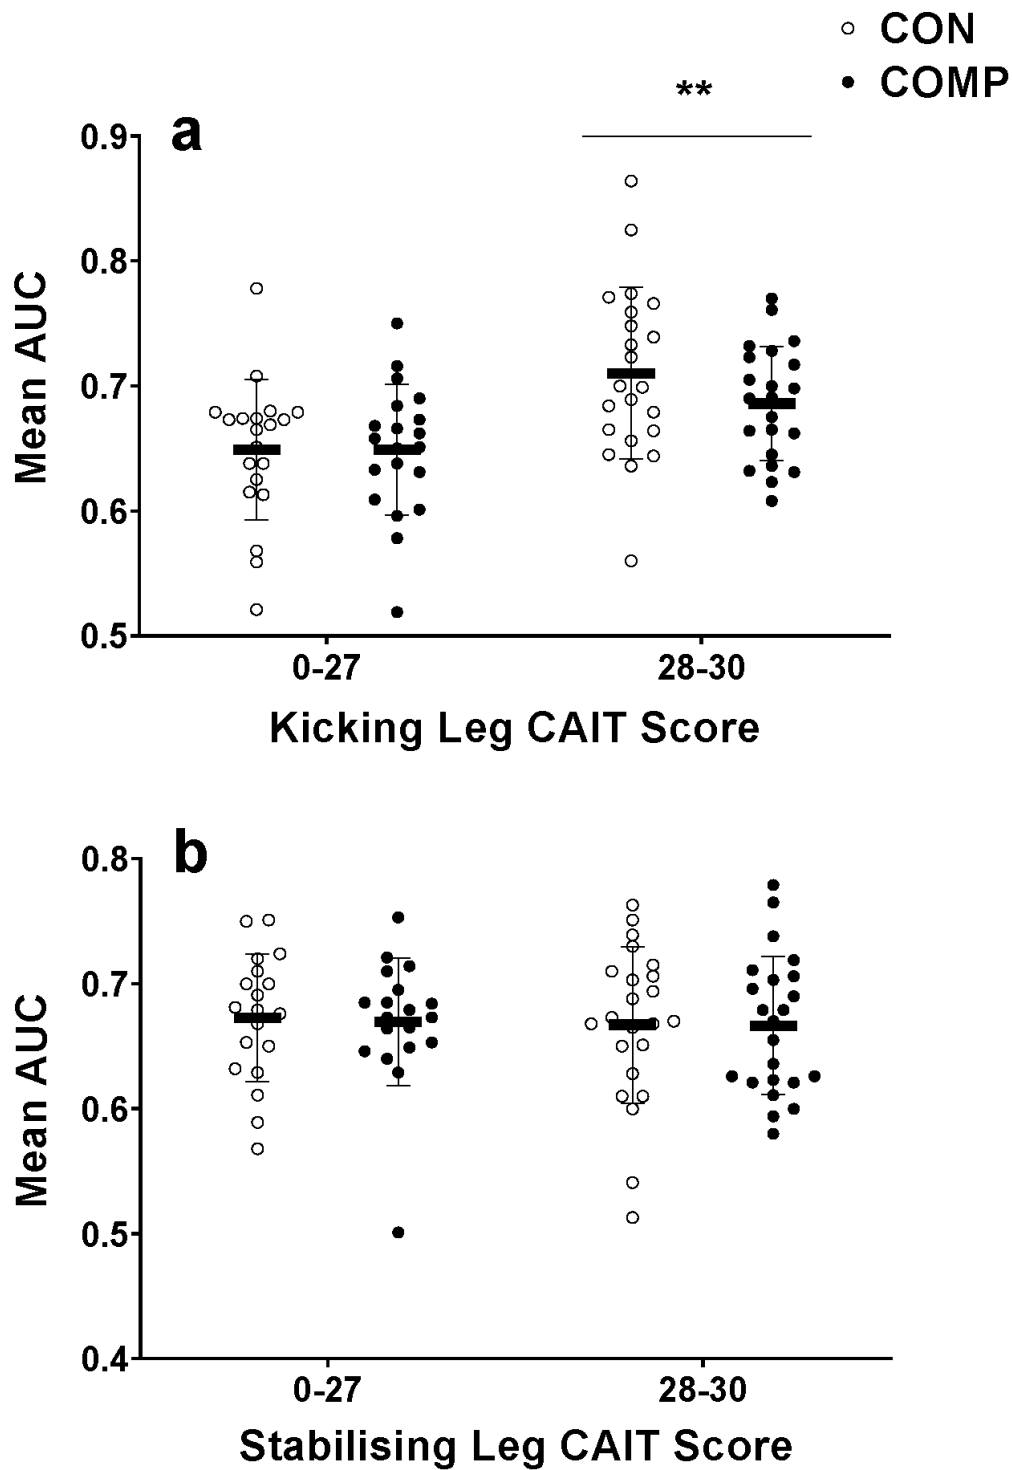 CON
COMP
**
a
0.9
0.8
0.7
0.6
0.5
Mean AUC
0-27 28-30
Kicking Leg CAIT Score
b
0.8
0.7
0.6
0.5
0.4
Mean AUC
0-27 28-30
Stabilising Leg CAIT Score